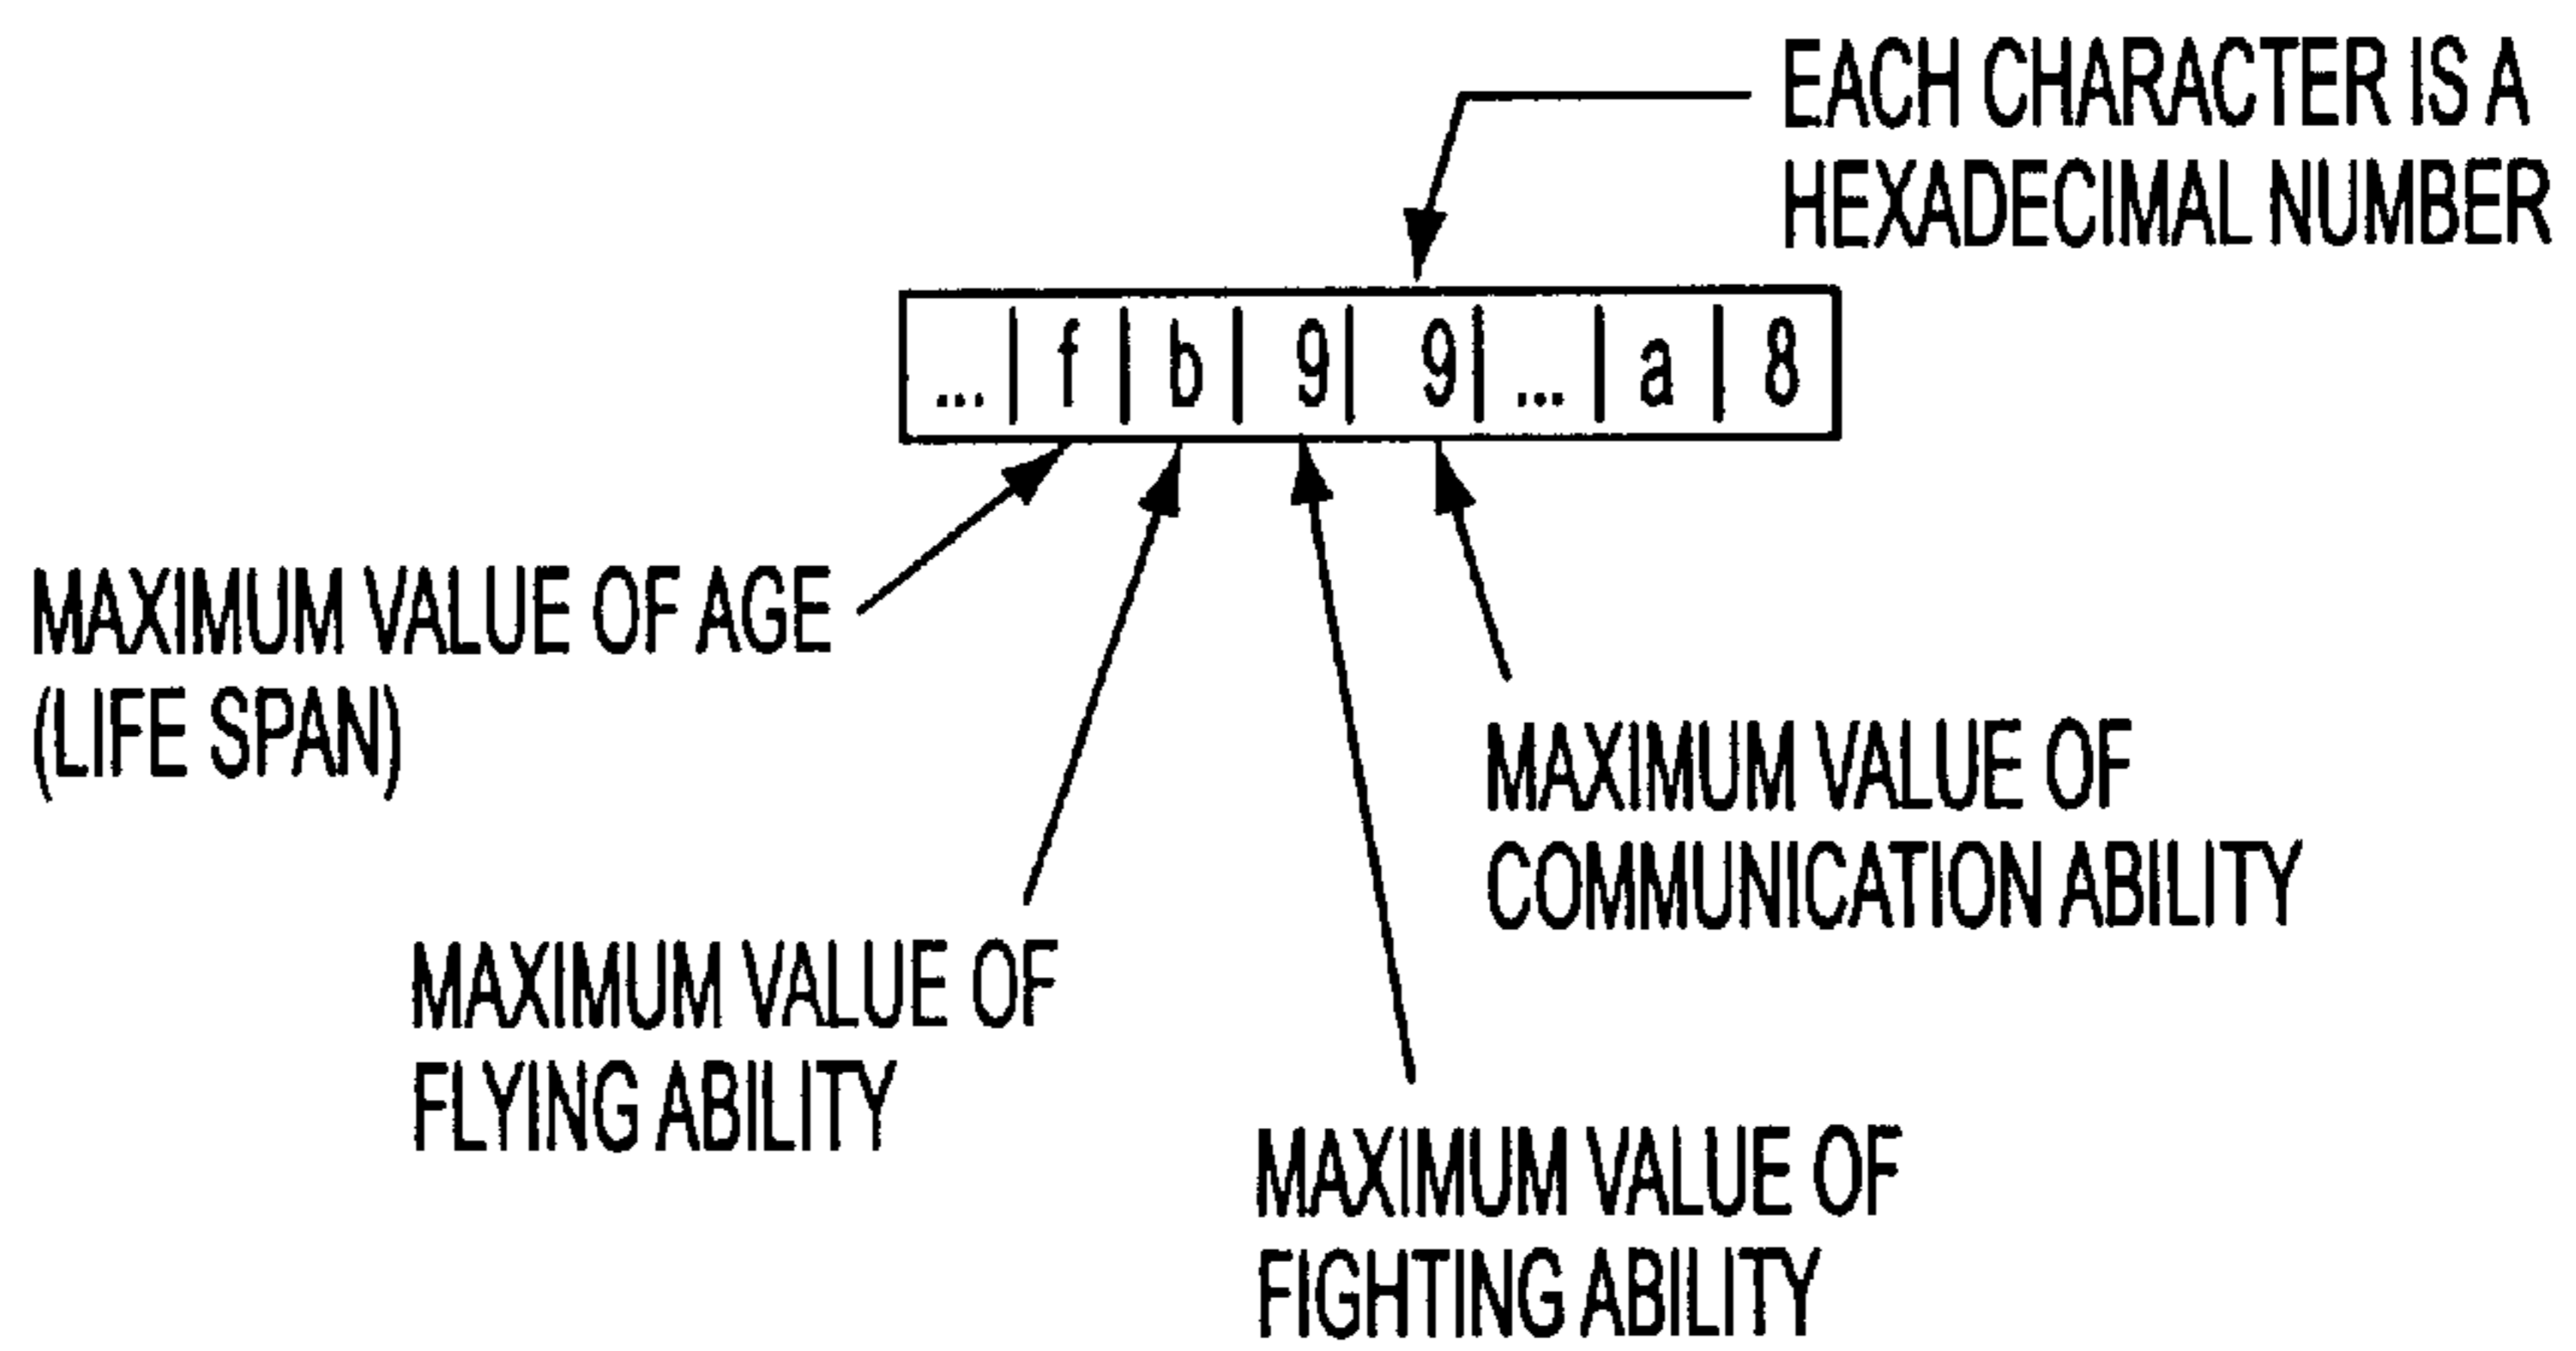 EACH CHARACTER IS A
HEXADECIMAL NUMBER
... | f | b | 9 | 9 | ... | a | 8
MAXIMUM VALUE OF AGE
(LIFE SPAN)
MAXIMUM VALUE OF
COMMUNICATION ABILITY
MAXIMUM VALUE OF
FLYING ABILITY
MAXIMUM VALUE OF
FIGHTING ABILITY